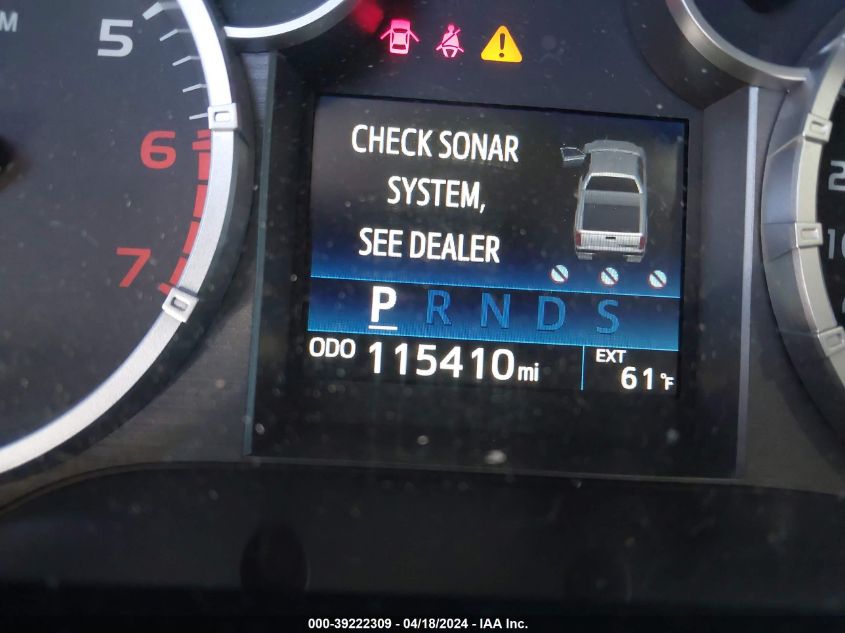 5
6
7
CHECK SONAR
SYSTEM,
SEE DEALER
P R N D S
ODO 115410 mi
EXT
61°F
000-39222309 - 04/18/2024 - IAA Inc.